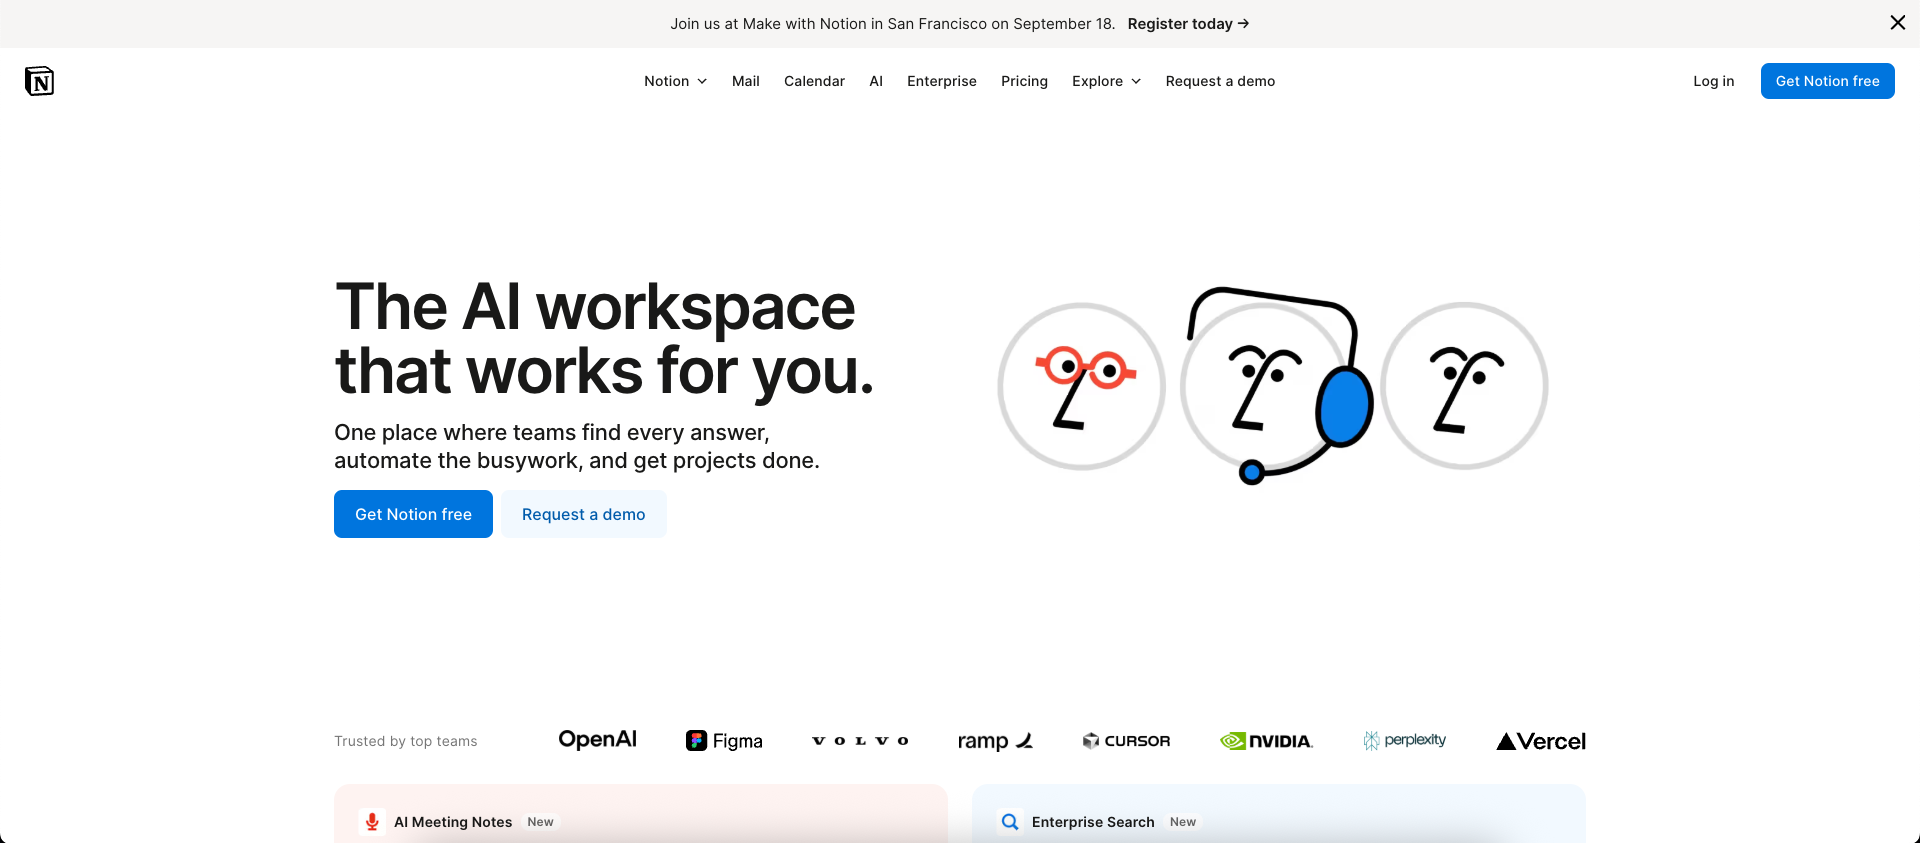 Join us at Make with Notion in San Francisco on September 18. Register today →
N
Notion Mail Calendar AI Enterprise Pricing Explore Request a demo
Log in Get Notion free
The AI workspace
that works for you.
One place where teams find every answer,
automate the busywork, and get projects done.
Get Notion free Request a demo
Trusted by top teams OpenAI Figma VOLVO ramp CURSOR NVIDIA. perplexity Vercel
AI Meeting Notes New
Enterprise Search New